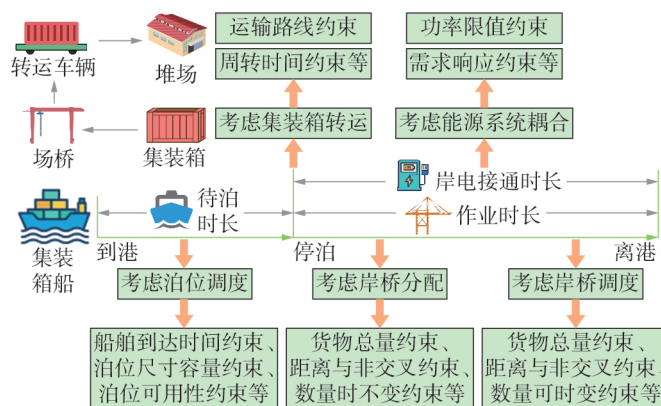 转运车辆
堆场
运输路线约束
周转时间约束等
功率限值约束
需求响应约束等
场桥
集装箱
考虑集装箱转运
考虑能源系统耦合
集装
箱船
待泊
时长
岸电接通时长
作业时长
到港
停泊
离港
考虑泊位调度
考虑岸桥分配
考虑岸桥调度
船舶到达时间约束、
泊位尺寸容量约束、
泊位可用性约束等
货物总量约束、
距离与非交叉约束、
数量时不变约束等
货物总量约束、
距离与非交叉约束、
数量可时变约束等